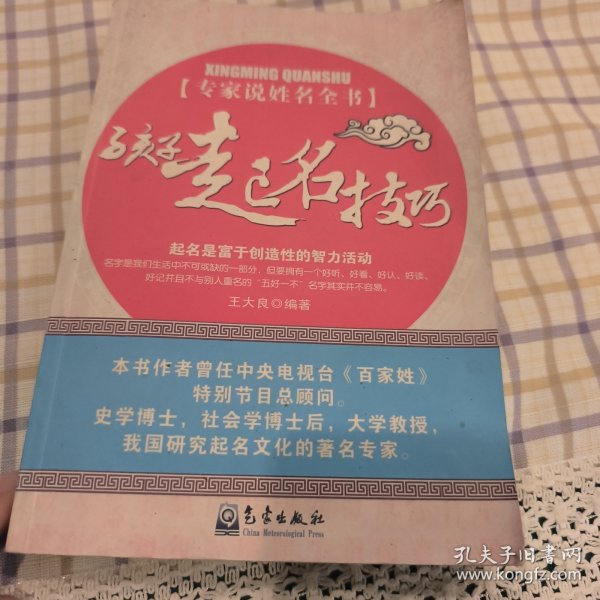 XINGMING QUANSHU
【专家说姓名全书】
孩子起名技巧
起名是富于创造性的智力活动
名字是我们生活中不可或缺的一部分，但要拥有一个好听、好看、好认、好读、
好记并且不与别人重名的“五好一不”名字其实并不容易。
王大良◎编著
本书作者曾任中央电视台《百家姓》
特别节目总顾问。
史学博士，社会学博士后，大学教授，
我国研究起名文化的著名专家。
气象出版社
China Meteorological Press
孔夫子旧书网
www.kongfz.com